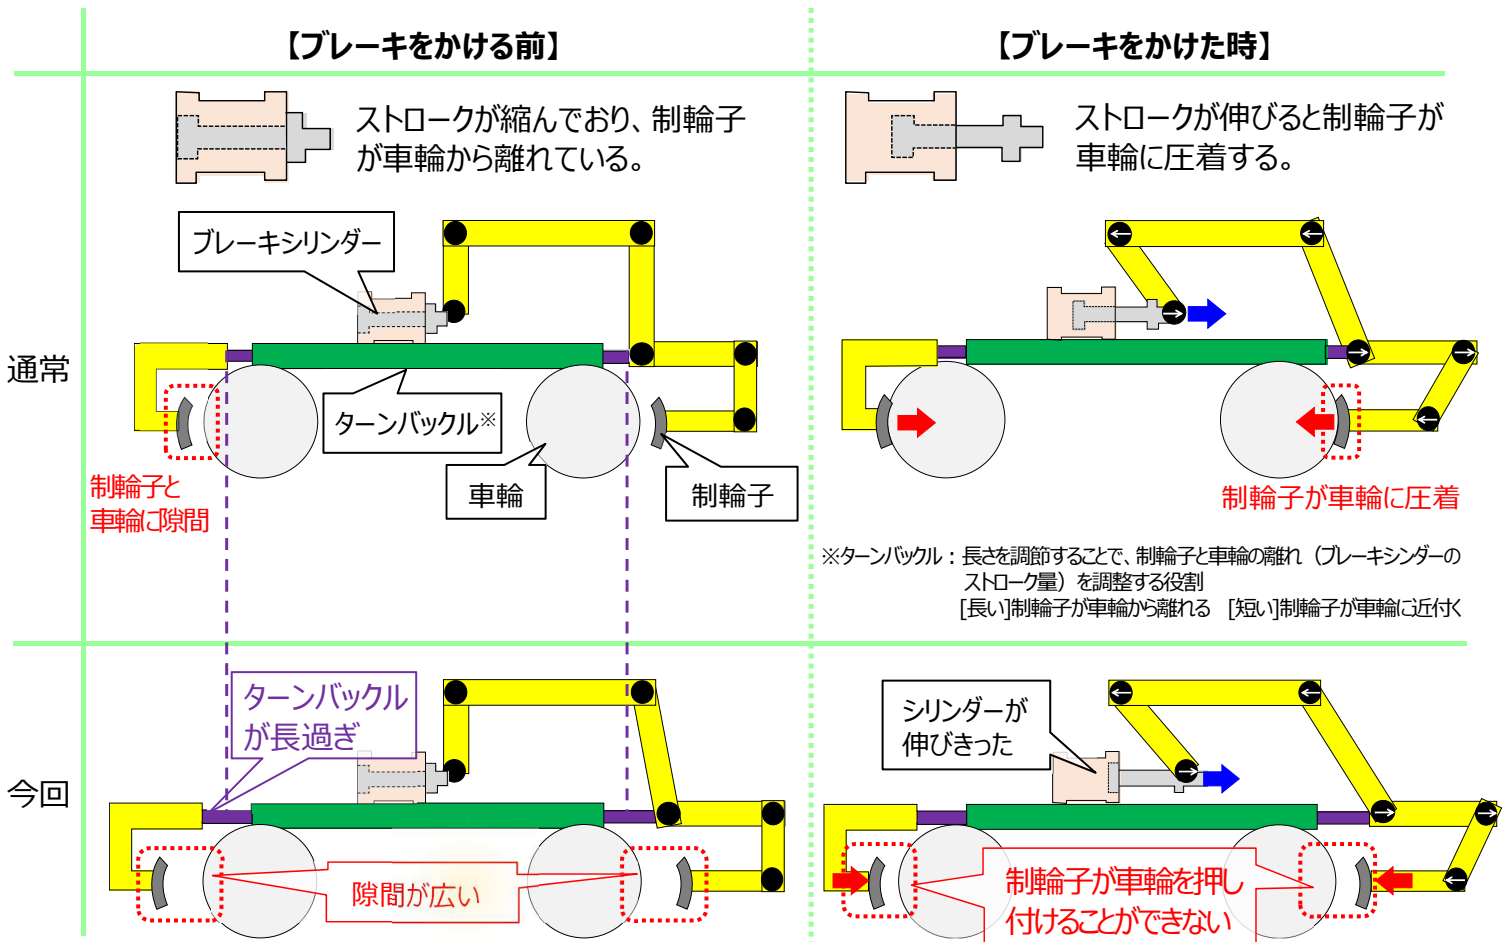 【ブレーキをかける前】
【ブレーキをかけた時】
ストロークが縮んでおり、制輪子
が車輪から離れている。
ストロークが伸びると制輪子が
車輪に圧着する。
通常
ブレーキシリンダー
ターンバックル※
車輪
制輪子
制輪子と
車輪に隙間
制輪子が車輪に圧着
※ターンバックル：長さを調節することで、制輪子と車輪の離れ（ブレーキシンダーの
ストローク量）を調整する役割
[長い]制輪子が車輪から離れる　[短い]制輪子が車輪に近付く
今回
ターンバックル
が長過ぎ
隙間が広い
シリンダーが
伸びきった
制輪子が車輪を押し
付けることができない